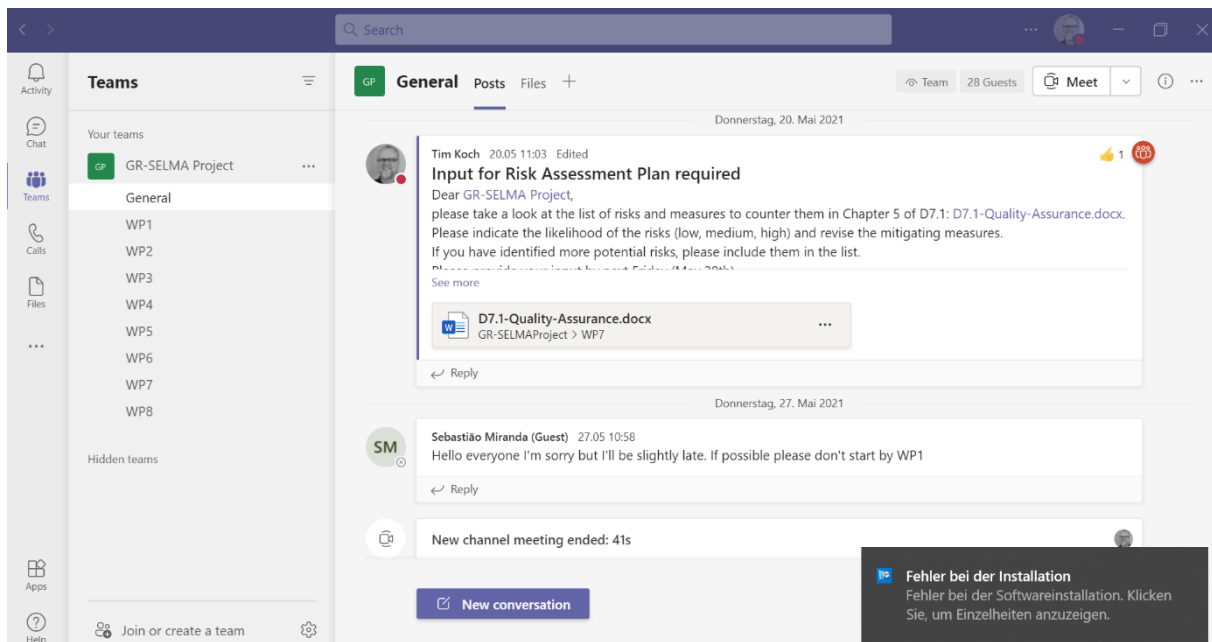 Search
Activity
Chat
Teams
Calls
Files
Apps
Help
Teams
Your teams
GP GR-SELMA Project
General
WP1
WP2
WP3
WP4
WP5
WP6
WP7
WP8
Hidden teams
Join or create a team
GP General Posts Files
Team 28 Guests Meet
Donnerstag, 20. Mai 2021
Tim Koch 20.05 11:03 Edited
1
Input for Risk Assessment Plan required
Dear GR-SELMA Project,
please take a look at the list of risks and measures to counter them in Chapter 5 of D7.1: D7.1-Quality-Assurance.docx.
Please indicate the likelihood of the risks (low, medium, high) and revise the mitigating measures.
If you have identified more potential risks, please include them in the list.
Please provide your input by next Friday (May 28th)
See more
D7.1-Quality-Assurance.docx
GR-SELMAProject > WP7
Reply
Donnerstag, 27. Mai 2021
SM
Sebastião Miranda (Guest) 27.05 10:58
Hello everyone I'm sorry but I'll be slightly late. If possible please don't start by WP1
Reply
New channel meeting ended: 41s
New conversation
Fehler bei der Installation
Fehler bei der Softwareinstallation. Klicken
Sie, um Einzelheiten anzuzeigen.